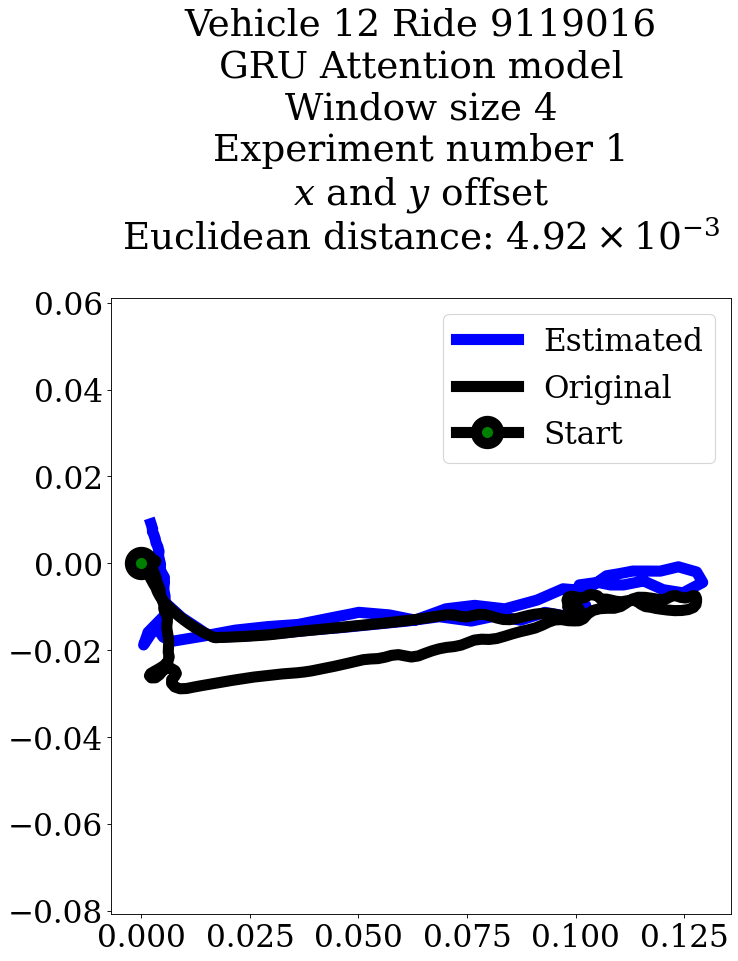 Vehicle 12 Ride 9119016
GRU Attention model
Window size 4
Experiment number 1
x and y offset
Euclidean distance: 4.92 × 10⁻³
Estimated
Original
Start
0.06
0.04
0.02
0.00
−0.02
−0.04
−0.06
−0.08
0.000 0.025 0.050 0.075 0.100 0.125